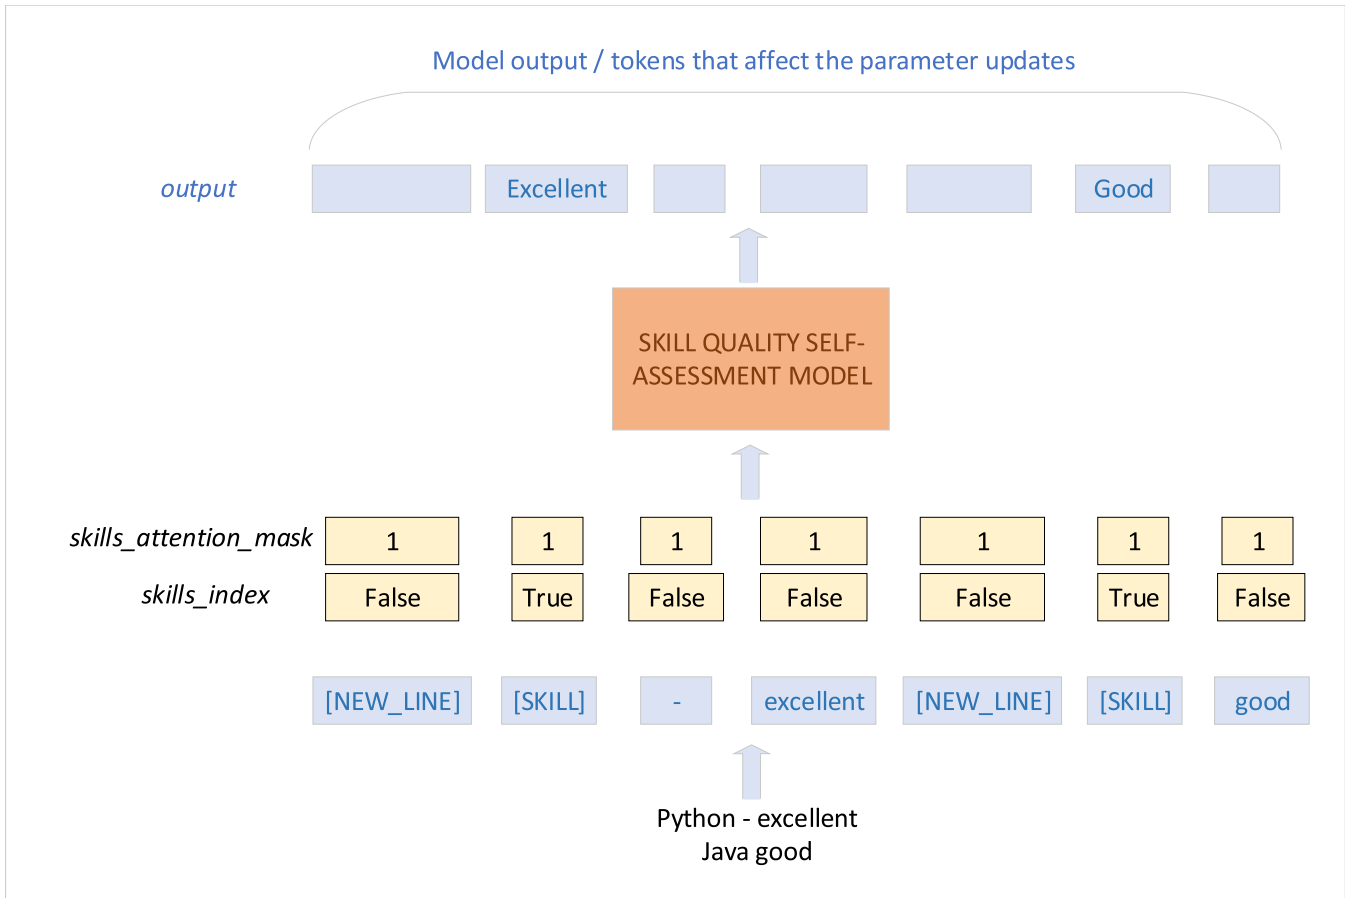 Model output / tokens that affect the parameter updates
output
Excellent
Good
SKILL QUALITY SELF-
ASSESSMENT MODEL
skills_attention_mask 1 1 1 1 1 1 1
skills_index False True False False False True False
[NEW_LINE] [SKILL] - excellent [NEW_LINE] [SKILL] good
Python - excellent
Java good